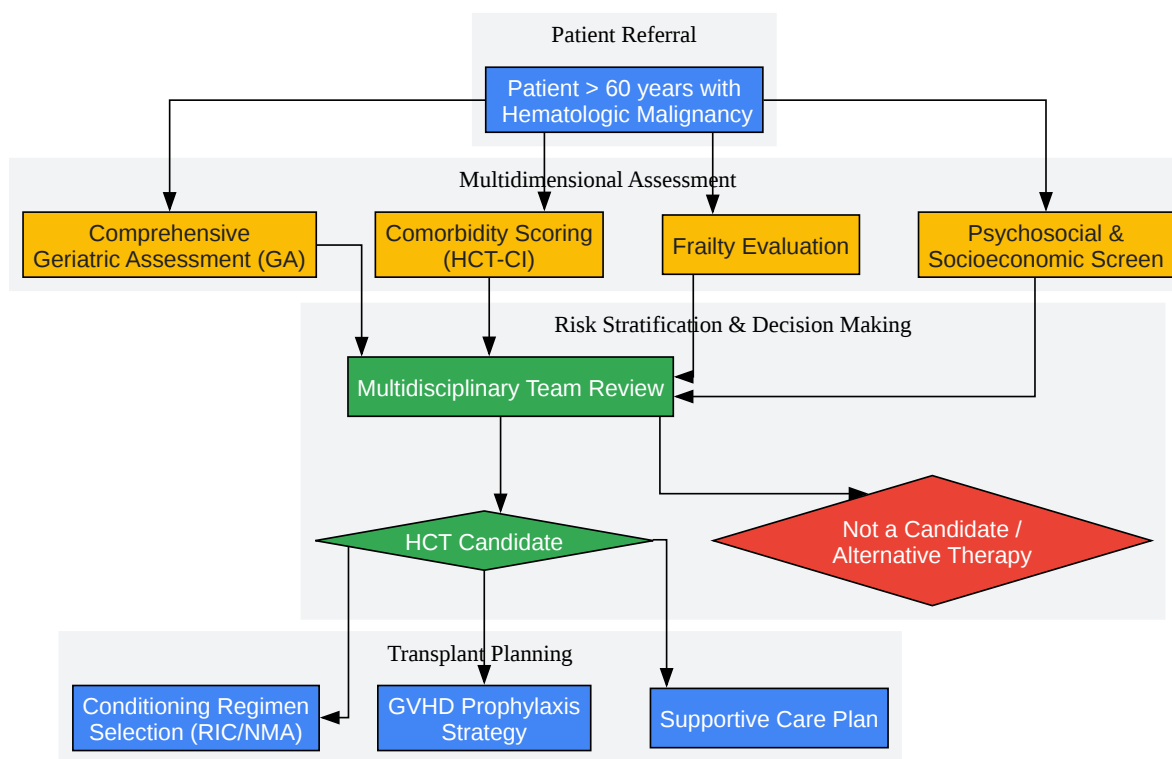 Patient Referral
Patient > 60 years with
Hematologic Malignancy
Multidimensional Assessment
Comprehensive
Geriatric Assessment (GA)
Comorbidity Scoring
(HCT-CI)
Frailty Evaluation
Psychosocial &
Socioeconomic Screen
Risk Stratification & Decision Making
Multidisciplinary Team Review
HCT Candidate
Not a Candidate /
Alternative Therapy
Transplant Planning
Conditioning Regimen
Selection (RIC/NMA)
GVHD Prophylaxis
Strategy
Supportive Care Plan